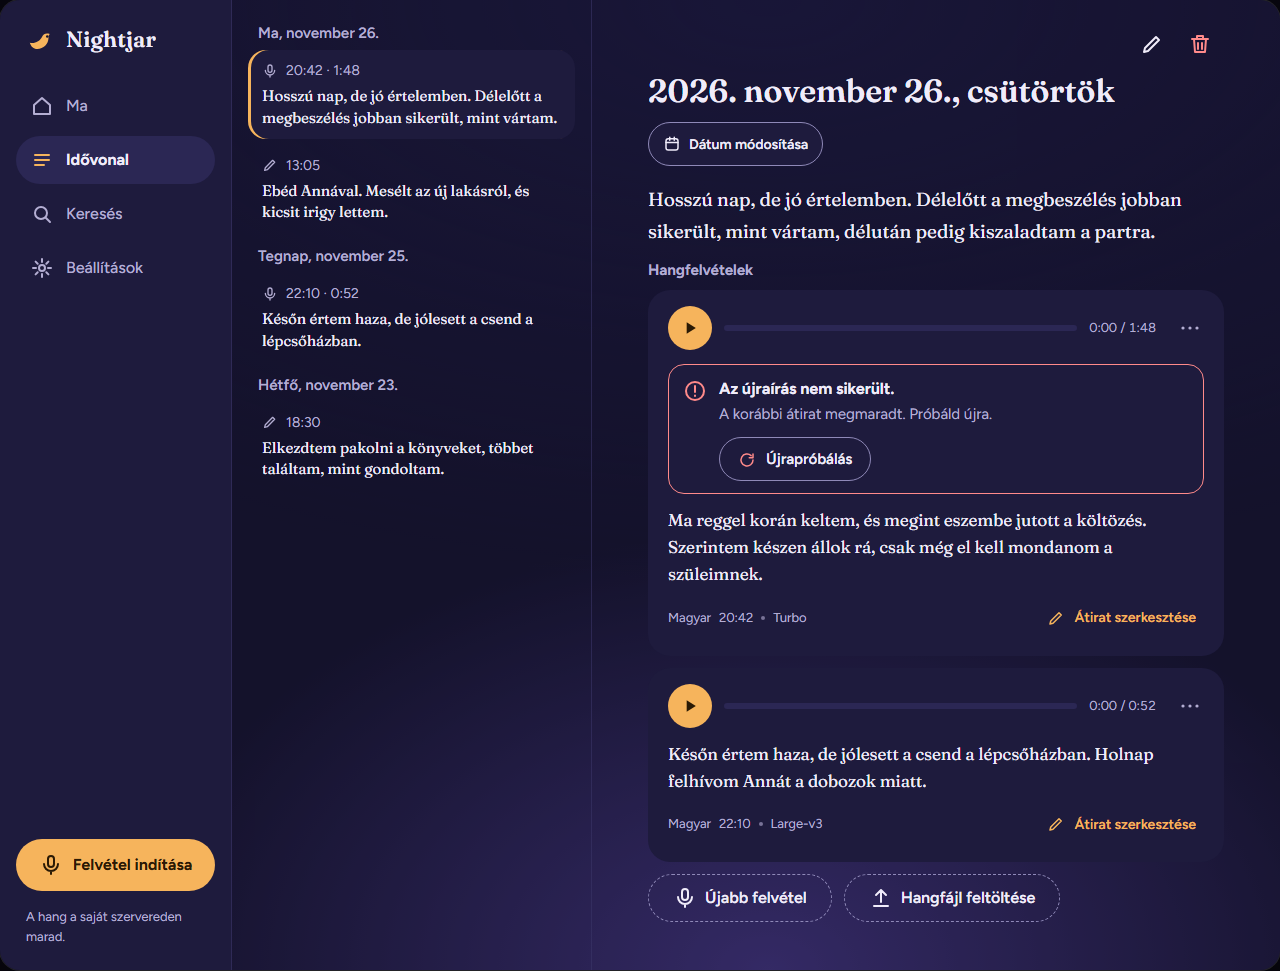 Nightjar
Ma
Idővonal
Keresés
Beállítások
Felvétel indítása
A hang a saját szervereden
marad.
Ma, november 26.
20:42 · 1:48
Hosszú nap, de jó értelemben. Délelőtt a
megbeszélés jobban sikerült, mint vártam.
13:05
Ebéd Annával. Mesélt az új lakásról, és
kicsit irigy lettem.
Tegnap, november 25.
22:10 · 0:52
Későn értem haza, de jólesett a csend a
lépcsőházban.
Hétfő, november 23.
18:30
Elkezdtem pakolni a könyveket, többet
találtam, mint gondoltam.
2026. november 26., csütörtök
Dátum módosítása
Hosszú nap, de jó értelemben. Délelőtt a megbeszélés jobban
sikerült, mint vártam, délután pedig kiszaladtam a partra.
Hangfelvételek
0:00 / 1:48
Az újraírás nem sikerült.
A korábbi átirat megmaradt. Próbáld újra.
Újrapróbálás
Ma reggel korán keltem, és megint eszembe jutott a költözés.
Szerintem készen állok rá, csak még el kell mondanom a
szüleimnek.
Magyar 20:42 • Turbo
Átirat szerkesztése
0:00 / 0:52
Későn értem haza, de jólesett a csend a lépcsőházban. Holnap
felhívom Annát a dobozok miatt.
Magyar 22:10 • Large-v3
Átirat szerkesztése
Újabb felvétel
Hangfájl feltöltése